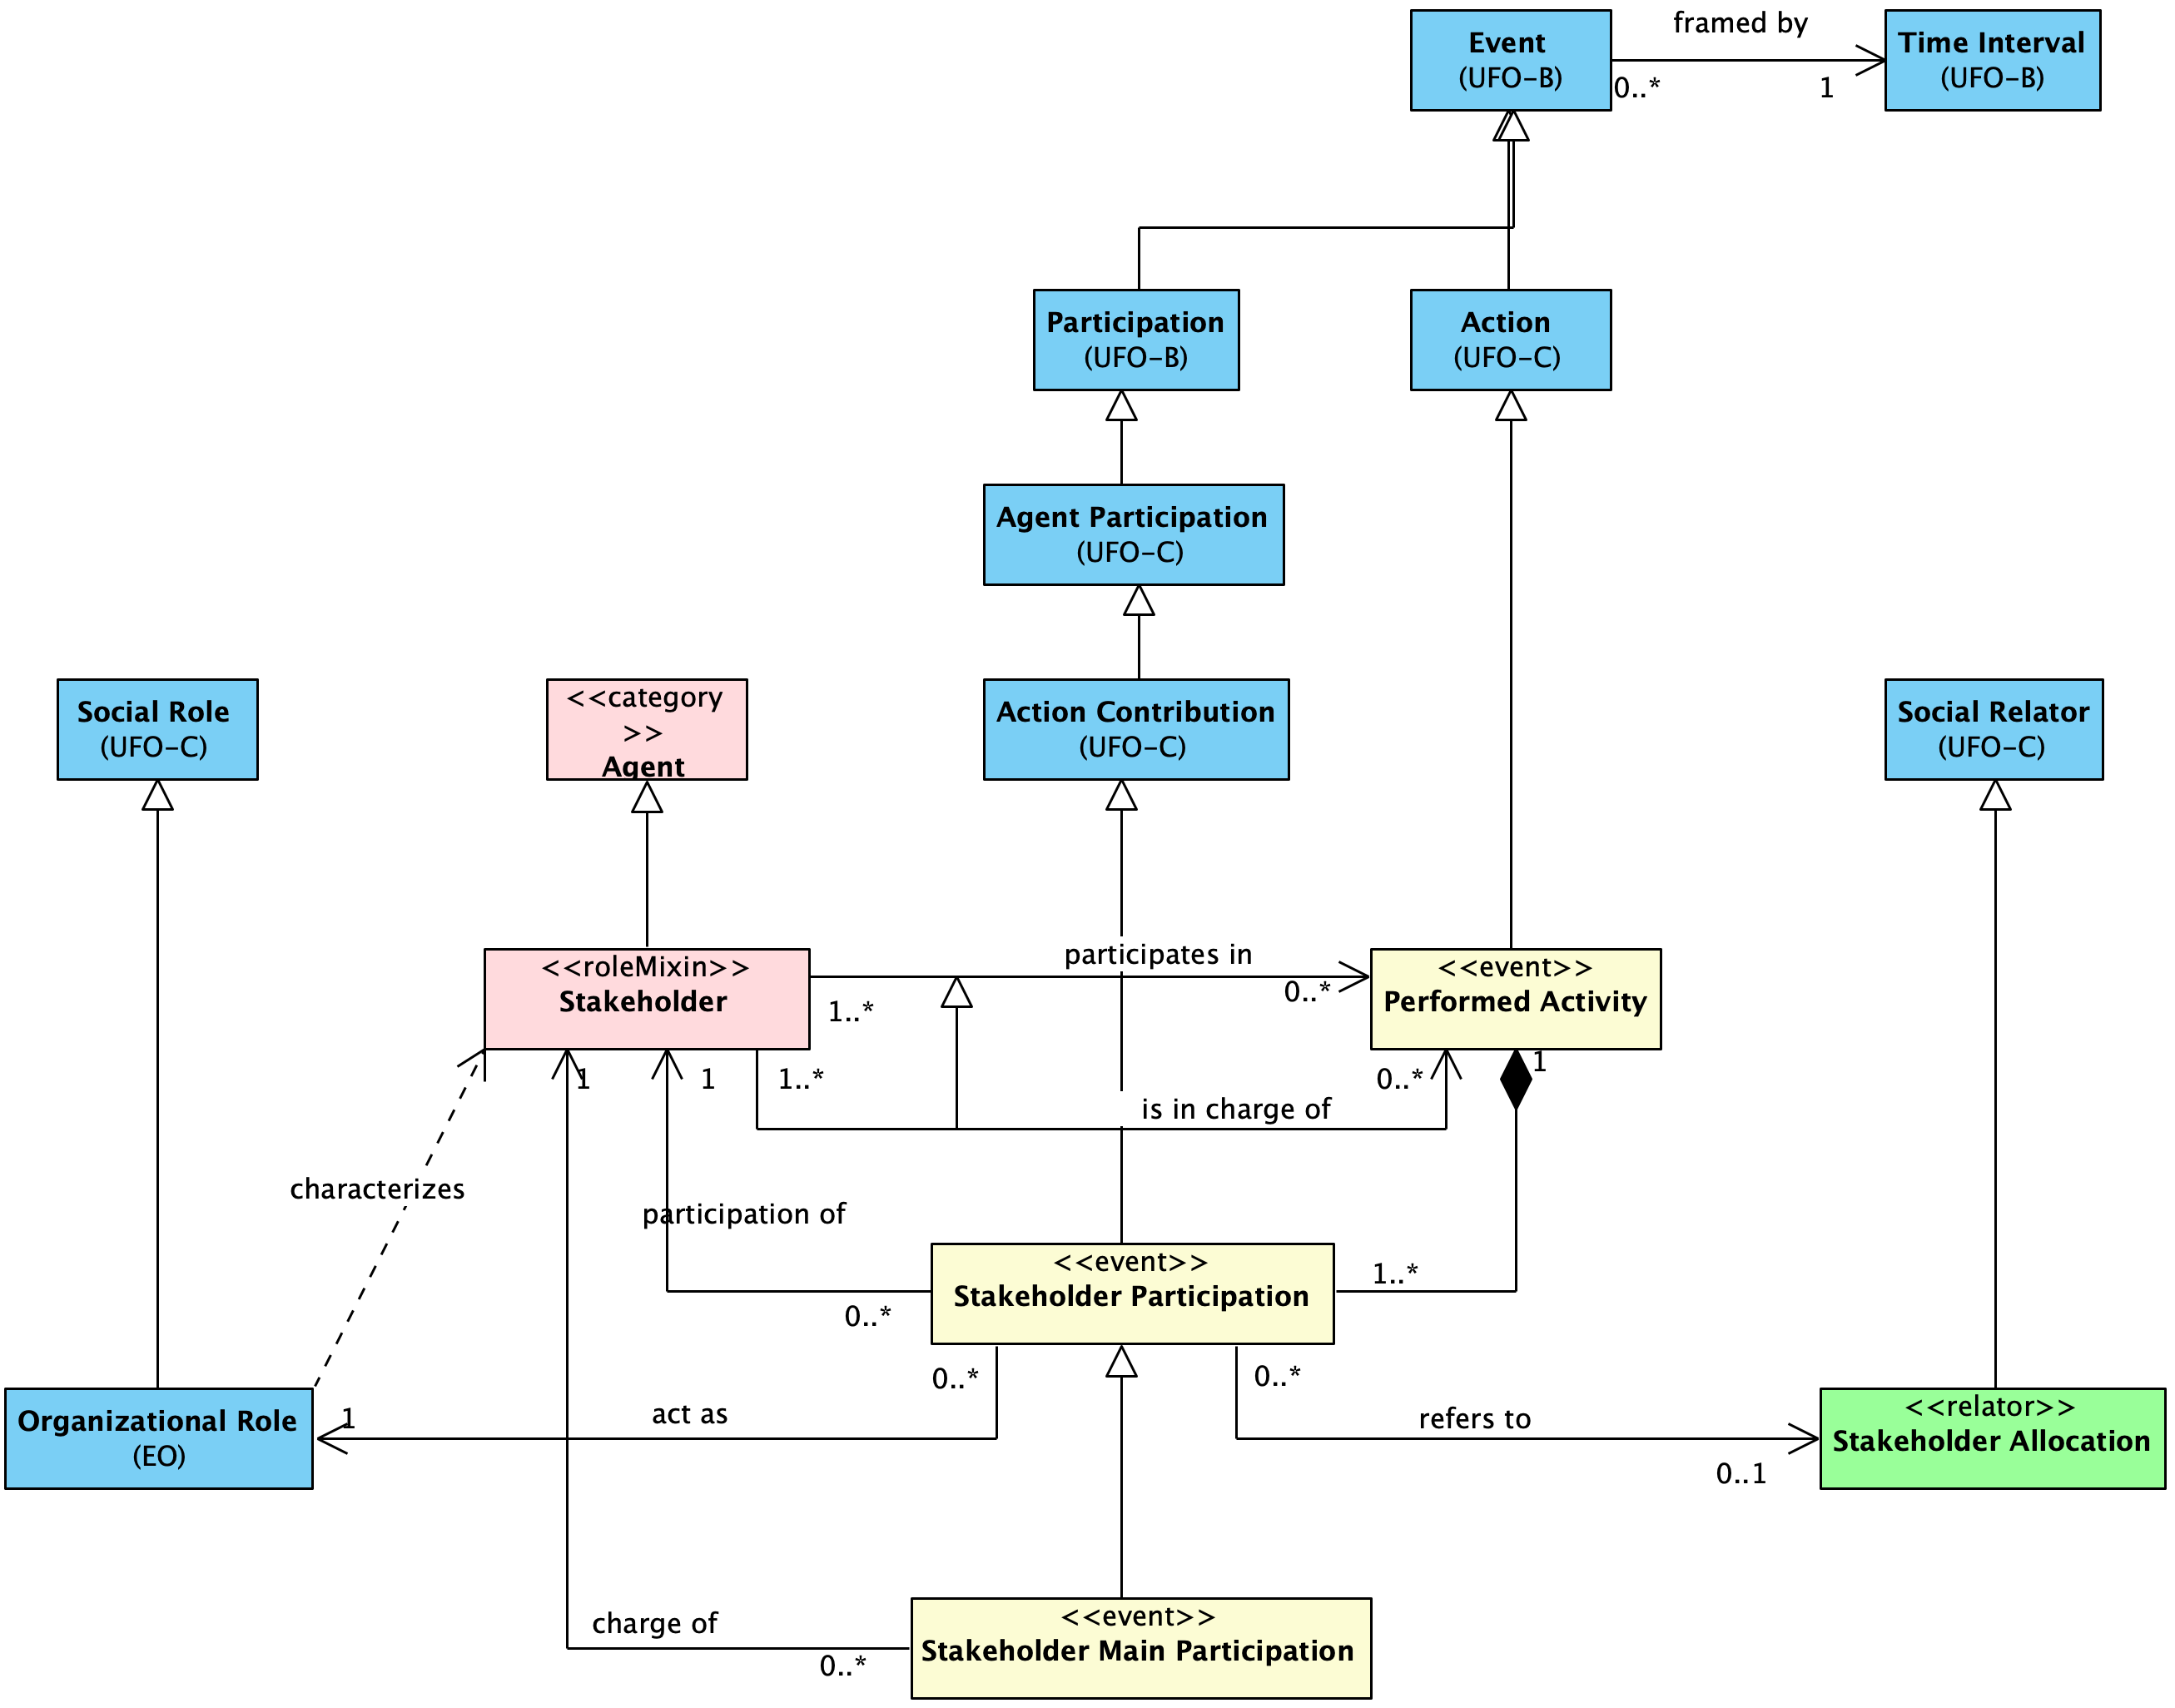 framed by
Event
(UFO-B)
Time Interval
(UFO-B)
0..*
1
Participation
(UFO-B)
Action
(UFO-C)
Agent Participation
(UFO-C)
Social Role
(UFO-C)
<<category
>>
Agent
Action Contribution
(UFO-C)
Social Relator
(UFO-C)
<<roleMixin>>
Stakeholder
participates in
1..*
0..*
<<event>>
Performed Activity
1
1
1..*
0..*
1
is in charge of
characterizes
participation of
<<event>>
Stakeholder Participation
1..*
0..*
0..*
0..*
Organizational Role
(EO)
1
act as
refers to
0..1
<<relator>>
Stakeholder Allocation
charge of
0..*
<<event>>
Stakeholder Main Participation